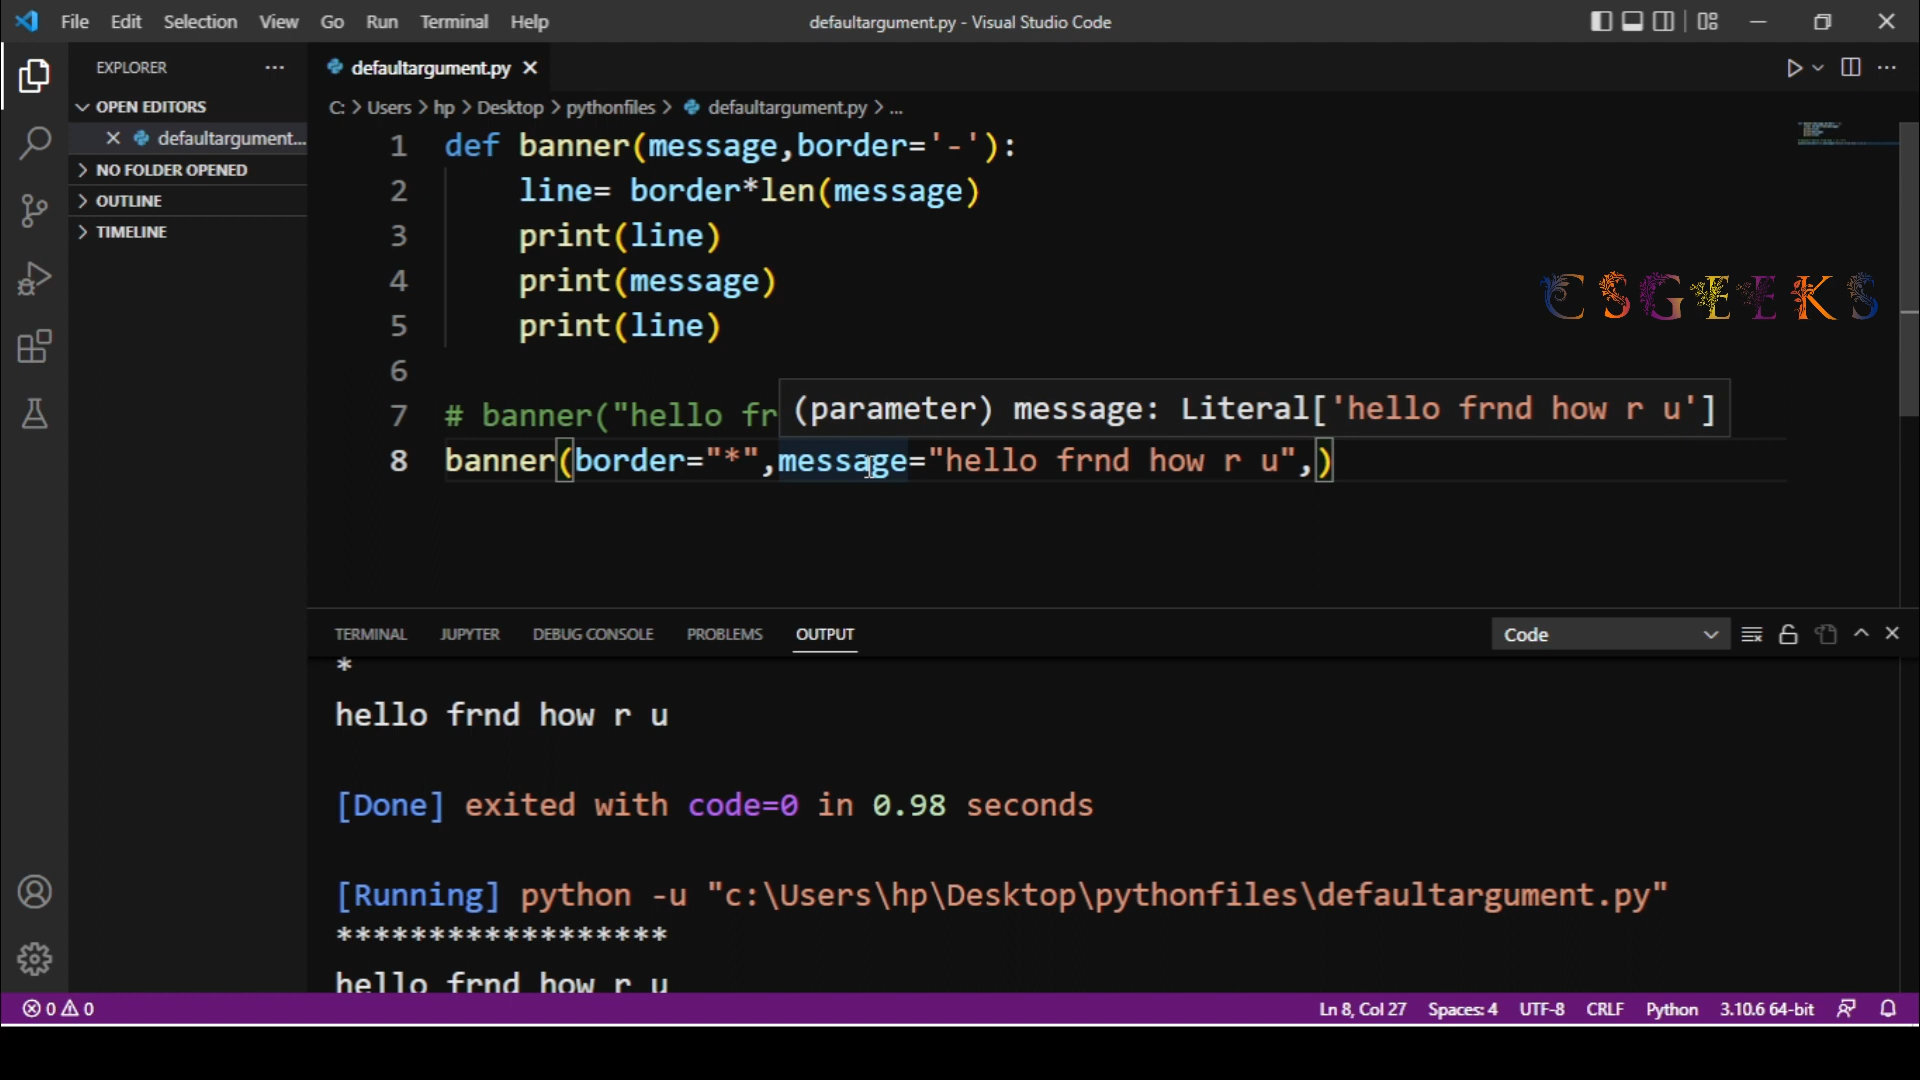 File Edit Selection View Go Run Terminal Help
defaultargument.py - Visual Studio Code
EXPLORER
OPEN EDITORS
defaultargument...
NO FOLDER OPENED
OUTLINE
TIMELINE
defaultargument.py
C: > Users > hp > Desktop > pythonfiles > defaultargument.py > ...
1 def banner(message,border='-'):
2 line= border*len(message)
3 print(line)
4 print(message)
5 print(line)
6
7 # banner("hello fr
(parameter) message: Literal['hello frnd how r u']
8 banner(border="*",message="hello frnd how r u",)
CSGEEKS
TERMINAL JUPYTER DEBUG CONSOLE PROBLEMS OUTPUT
Code
*
hello frnd how r u
[Done] exited with code=0 in 0.98 seconds
[Running] python -u "c:\Users\hp\Desktop\pythonfiles\defaultargument.py"
******************
hello frnd how r u
0 0
Ln 8, Col 27 Spaces: 4 UTF-8 CRLF Python 3.10.6 64-bit